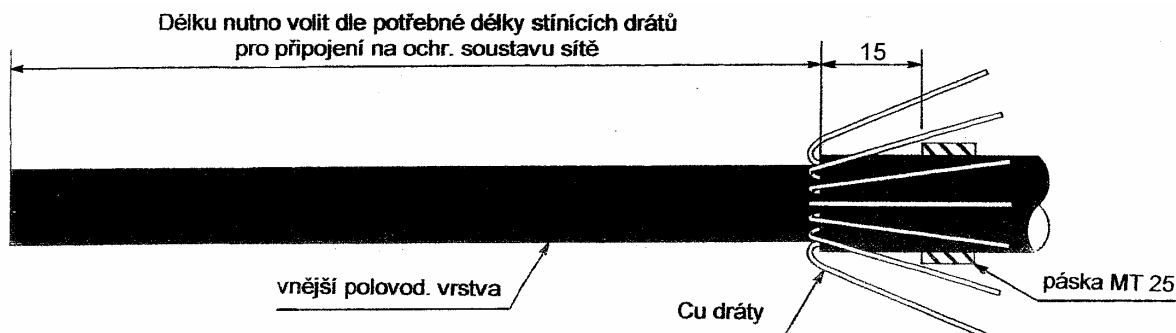 Délku nutno volit dle potřebné délky stínicích drátů
pro připojení na ochr. soustavu sítě
15
vnější polovod. vrstva
Cu dráty
páska MT 25